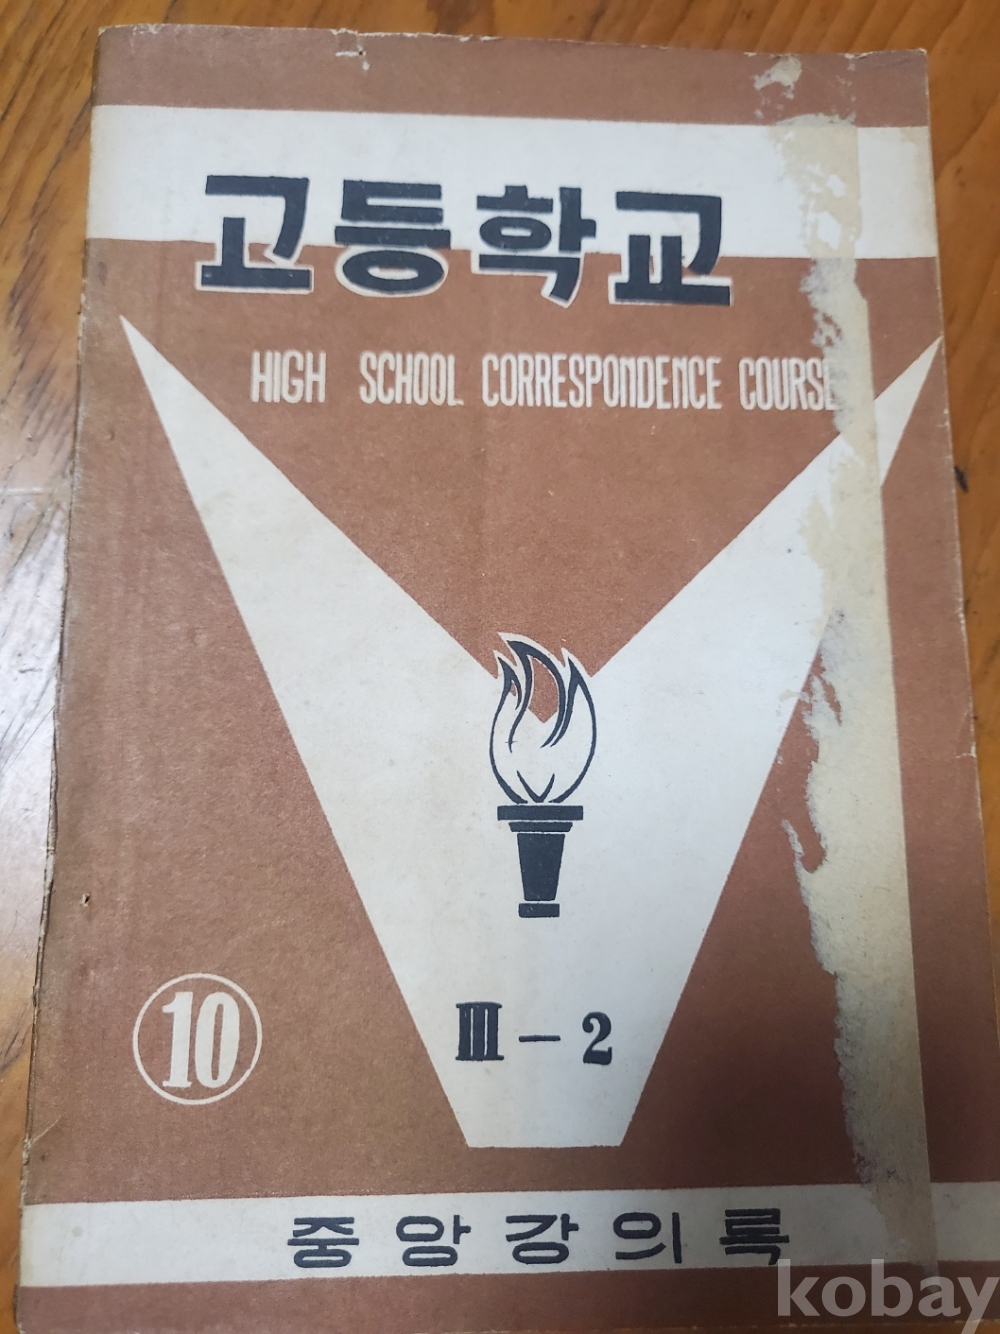 고등학교
HIGH SCHOOL CORRESPONDENCE COURSE
10
III-2
중앙강의록
kobay